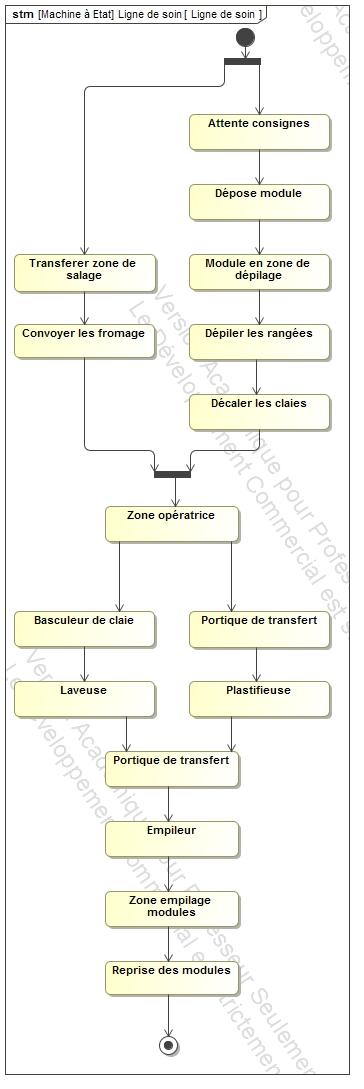 stm [Machine à Etat] Ligne de soin [ Ligne de soin ]
Attente consignes
Dépose module
Transferer zone de
salage
Module en zone de
dépilage
Convoyer les fromage
Dépiler les rangées
Décaler les claies
Zone opératrice
Basculeur de claie
Portique de transfert
Laveuse
Plastifieuse
Portique de transfert
Empileur
Zone empilage
modules
Reprise des modules